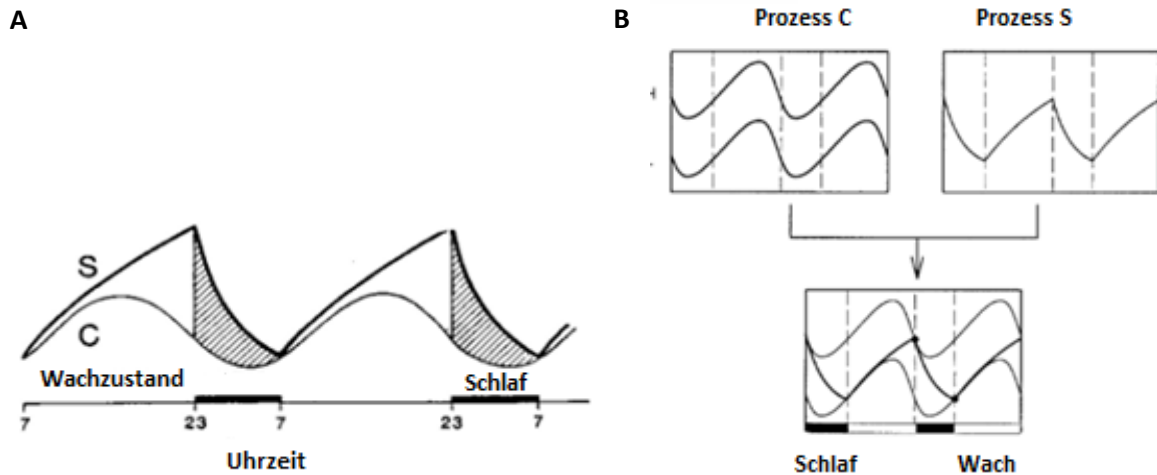 A
S
C
Wachzustand
Schlaf
7
23
7
23
7
Uhrzeit
B
Prozess C
Prozess S
Schlaf
Wach